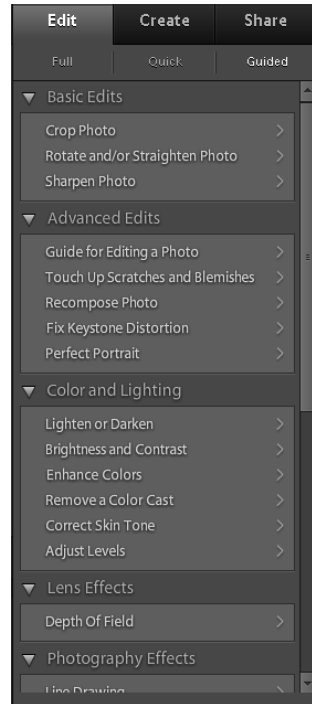 Edit Create Share
Full Quick Guided
Basic Edits
Crop Photo
Rotate and/or Straighten Photo
Sharpen Photo
Advanced Edits
Guide for Editing a Photo
Touch Up Scratches and Blemishes
Recompose Photo
Fix Keystone Distortion
Perfect Portrait
Color and Lighting
Lighten or Darken
Brightness and Contrast
Enhance Colors
Remove a Color Cast
Correct Skin Tone
Adjust Levels
Lens Effects
Depth Of Field
Photography Effects
Line Drawing